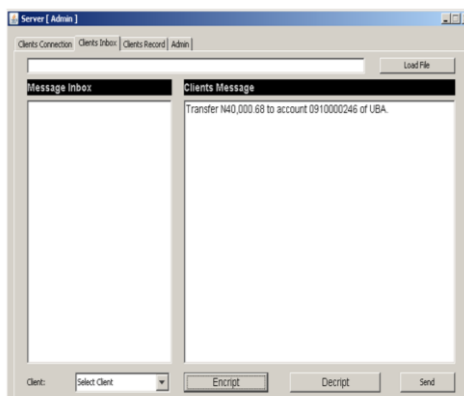 Server [ Admin ]
Clients Connection Clients Inbox Clients Record Admin
Load File
Message Inbox Clients Message
Transfer N40,000.68 to account 0910000246 of UBA.
Client: Select Client Encript Decript Send